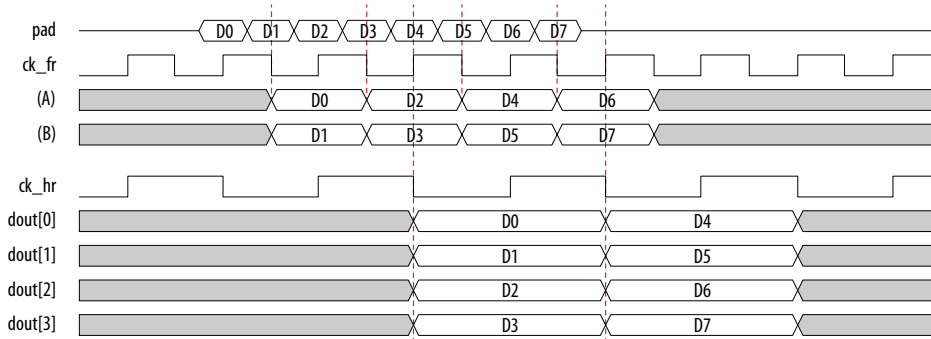 pad D0 D1 D2 D3 D4 D5 D6 D7
ck_fr
(A) D0 D2 D4 D6
(B) D1 D3 D5 D7
ck_hr
dout[0] D0 D4
dout[1] D1 D5
dout[2] D2 D6
dout[3] D3 D7